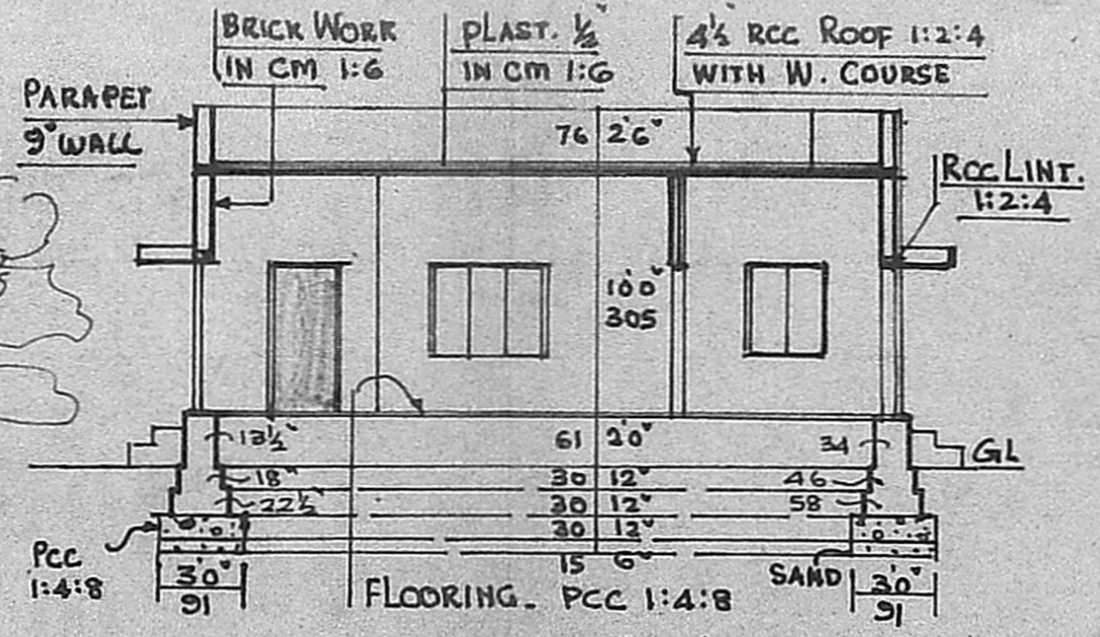 BRICK WORK
IN CM 1:6
PLAST. ½"
IN CM 1:6
4½ RCC ROOF 1:2:4
WITH W. COURSE
PARAPET
9" WALL
76 2'6"
RCC LINT.
1:2:4
10'0"
305
13½"
61 2'0"
34
GL
18"
30 12"
46
22½"
30 12"
58
30 12"
PCC
1:4:8
15 6"
SAND
3'0"
91
FLOORING. PCC 1:4:8
3'0"
91